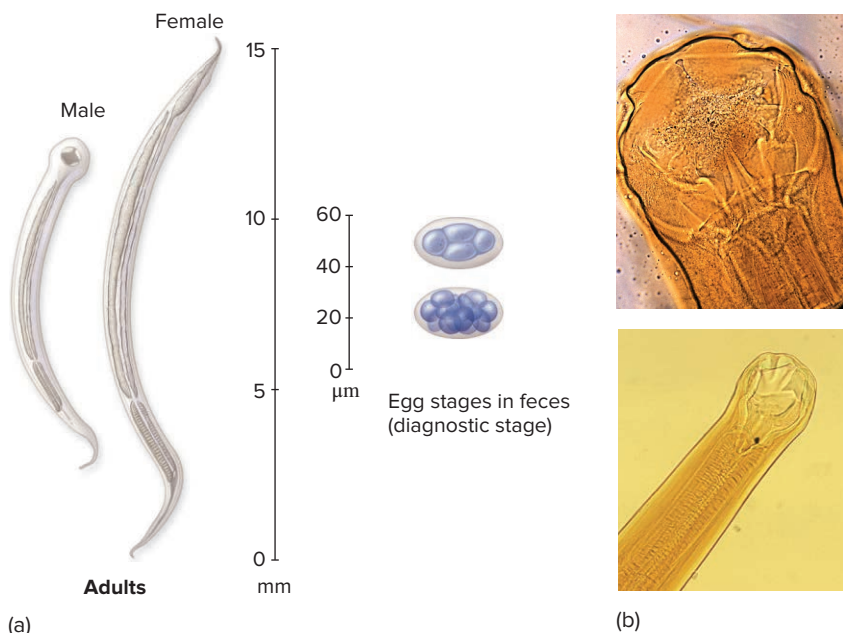 Female
Male
15
10
5
0
mm
60
40
20
0
μm
Egg stages in feces
(diagnostic stage)
Adults
(a)
(b)